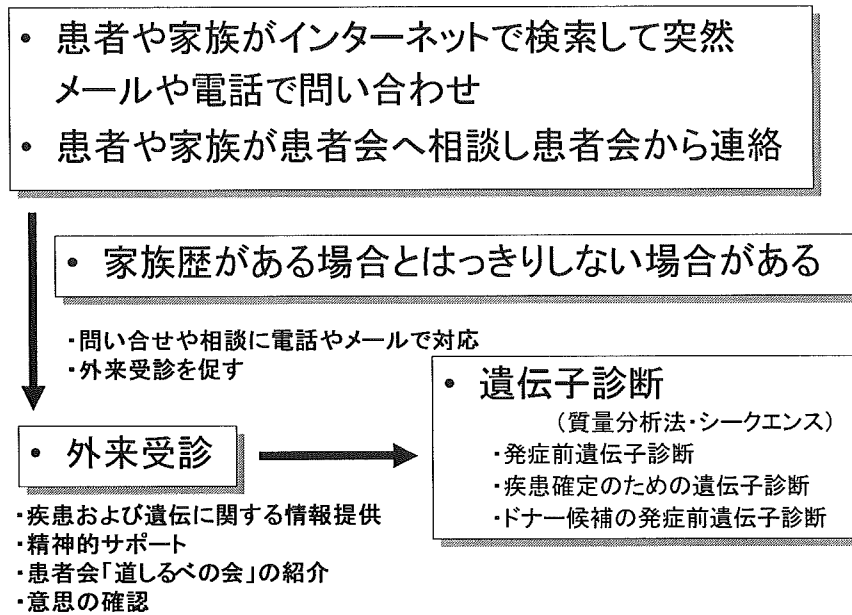 • 患者や家族がインターネットで検索して突然
メールや電話で問い合わせ
• 患者や家族が患者会へ相談し患者会から連絡
• 家族歴がある場合とはっきりしない場合がある
・問い合せや相談に電話やメールで対応
・外来受診を促す
• 外来受診
・疾患および遺伝に関する情報提供
・精神的サポート
・患者会「道しるべの会」の紹介
・意思の確認
• 遺伝子診断
（質量分析法・シークエンス）
・発症前遺伝子診断
・疾患確定のための遺伝子診断
・ドナー候補の発症前遺伝子診断